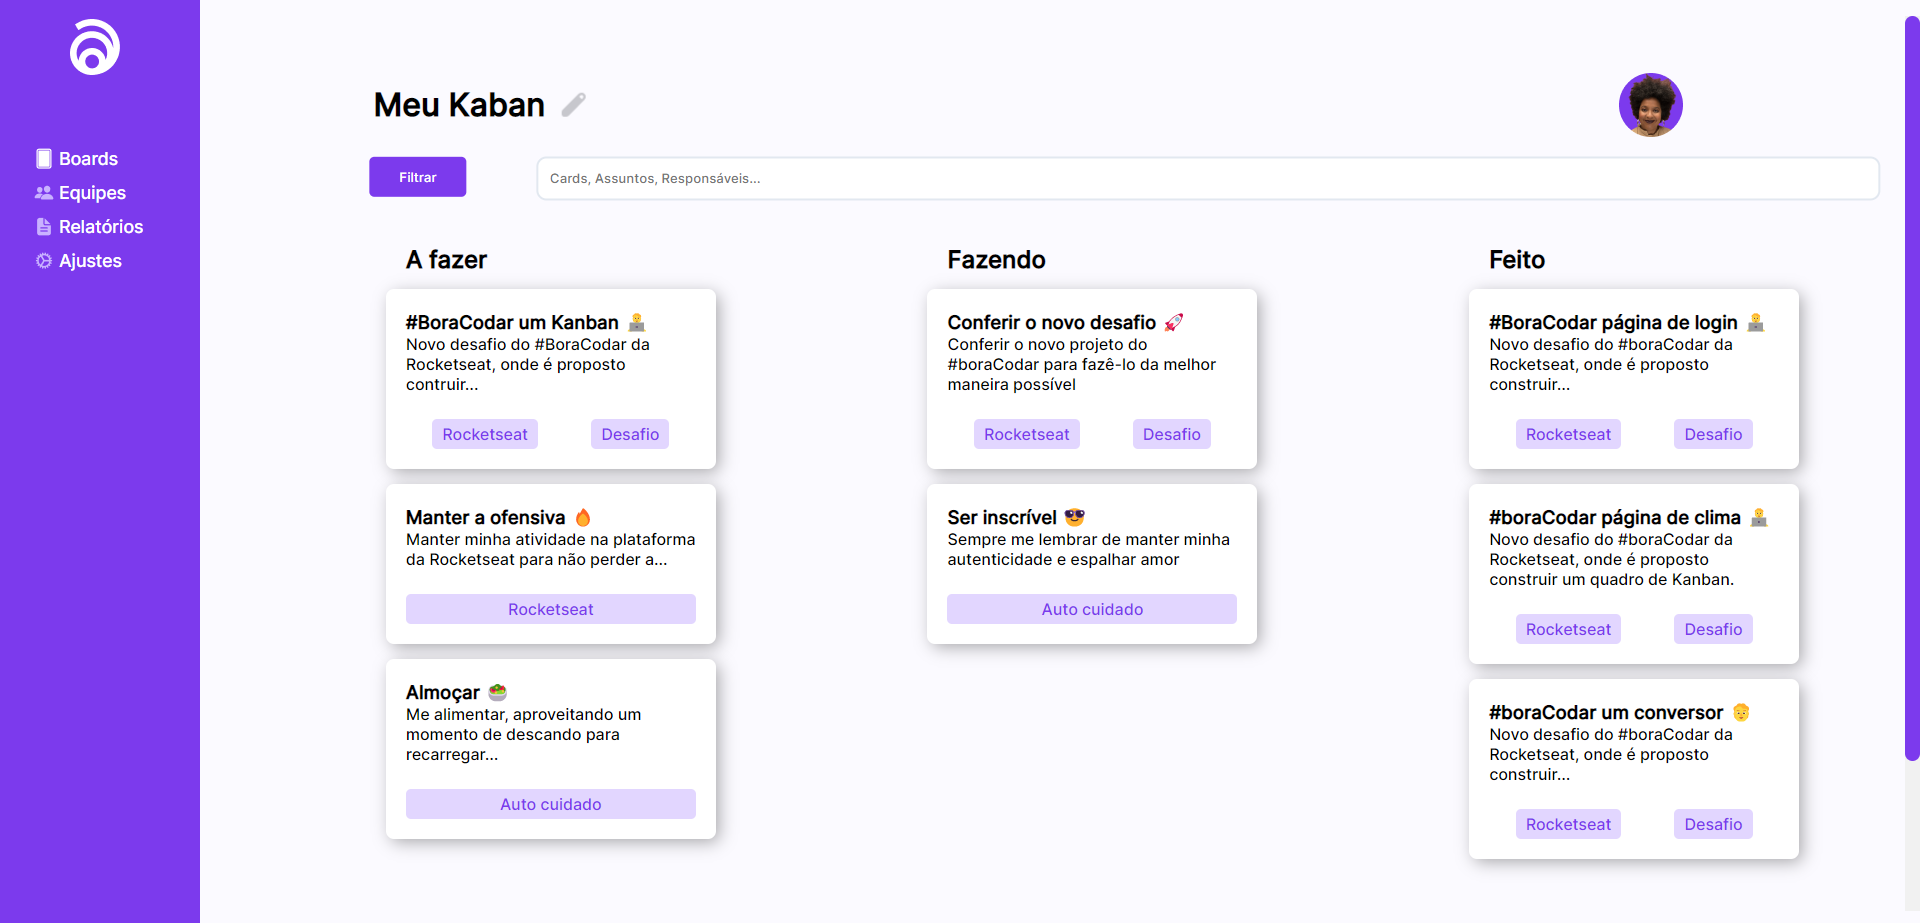 Boards
Equipes
Relatórios
Ajustes
Meu Kaban
Filtrar
Cards, Assuntos, Responsáveis...
A fazer
#BoraCodar um Kanban 🧑‍💻
Novo desafio do #BoraCodar da
Rocketseat, onde é proposto
contruir...
Rocketseat Desafio
Manter a ofensiva 🔥
Manter minha atividade na plataforma
da Rocketseat para não perder a...
Rocketseat
Almoçar 🥗
Me alimentar, aproveitando um
momento de descando para
recarregar...
Auto cuidado
Fazendo
Conferir o novo desafio 🚀
Conferir o novo projeto do
#boraCodar para fazê-lo da melhor
maneira possível
Rocketseat Desafio
Ser inscrível 😎
Sempre me lembrar de manter minha
autenticidade e espalhar amor
Auto cuidado
Feito
#BoraCodar página de login 🧑‍💻
Novo desafio do #boraCodar da
Rocketseat, onde é proposto
construir...
Rocketseat Desafio
#boraCodar página de clima 🧑‍💻
Novo desafio do #boraCodar da
Rocketseat, onde é proposto
construir um quadro de Kanban.
Rocketseat Desafio
#boraCodar um conversor 🧑‍🦱
Novo desafio do #boraCodar da
Rocketseat, onde é proposto
construir...
Rocketseat Desafio